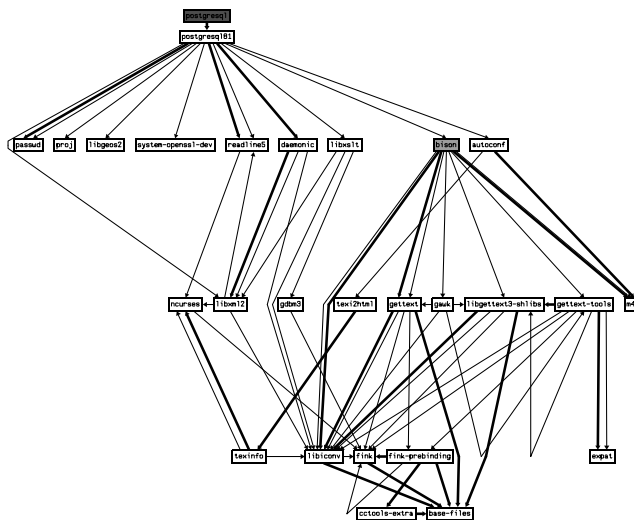 postgresql
postgresql81
passwd
proj
libgeos2
system-openssl-dev
readline5
daemonic
libxslt
bison
autoconf
ncurses
libxml2
gdbm3
texi2html
gettext
gawk
libgettext3-shlibs
gettext-tools
m4
texinfo
libiconv
fink
fink-prebinding
expat
cctools-extra
base-files